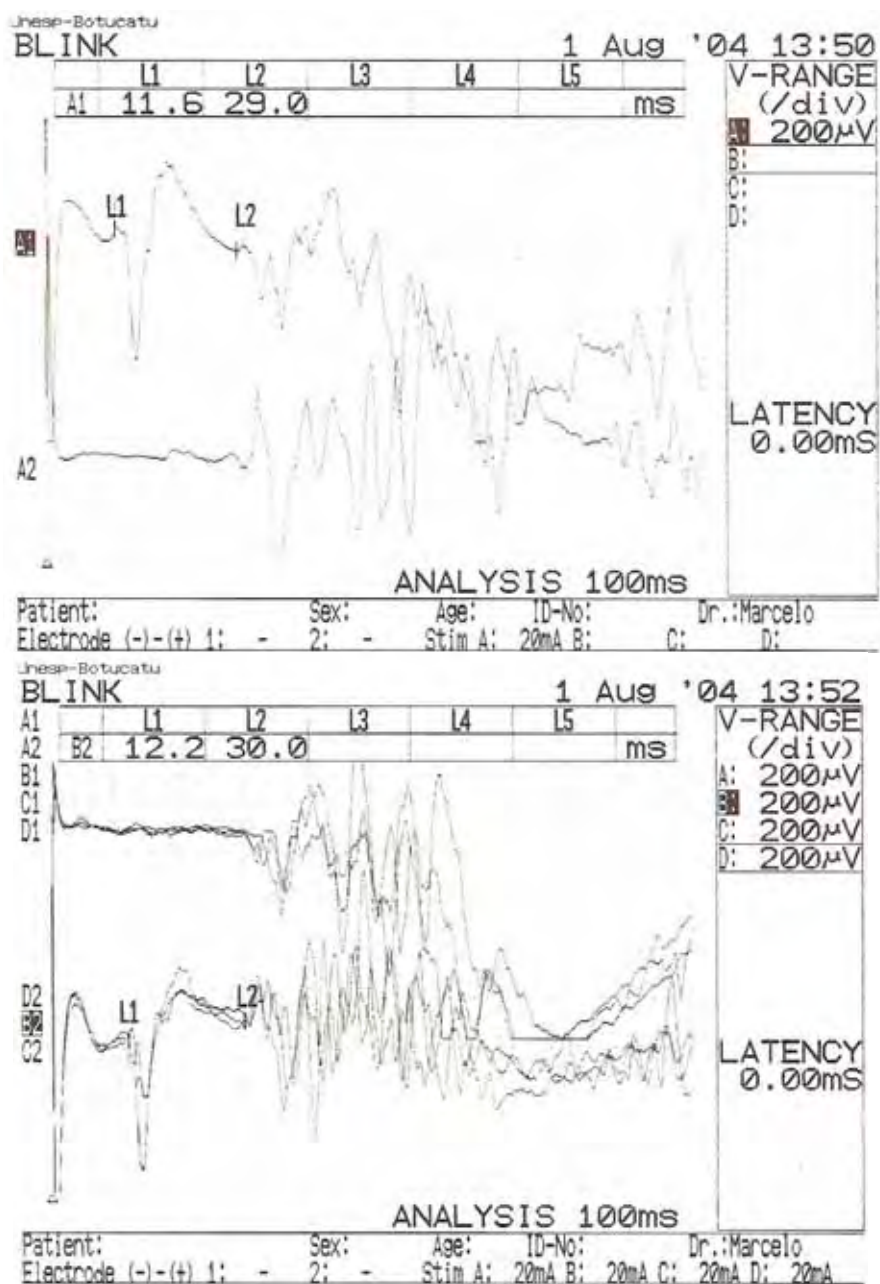 Unesp-Botucatu
BLINK 1 Aug '04 13:50
L1 L2 L3 L4 L5
A1 11.6 29.0 ms
V-RANGE
(/div)
A: 200µV
B:
C:
D:
L1
L2
A1
A2
LATENCY
0.00mS
ANALYSIS 100ms
Patient: Sex: Age: ID-No: Dr.:Marcelo
Electrode (-)-(+) 1: - 2: - Stim A: 20mA B: C: D:
Unesp-Botucatu
BLINK 1 Aug '04 13:52
A1 L1 L2 L3 L4 L5
A2 B2 12.2 30.0 ms
B1
C1
D1
V-RANGE
(/div)
A: 200µV
B: 200µV
C: 200µV
D: 200µV
D2
B2
C2
L1
L2
LATENCY
0.00mS
ANALYSIS 100ms
Patient: Sex: Age: ID-No: Dr.:Marcelo
Electrode (-)-(+) 1: - 2: - Stim A: 20mA B: 20mA C: 20mA D: 20mA